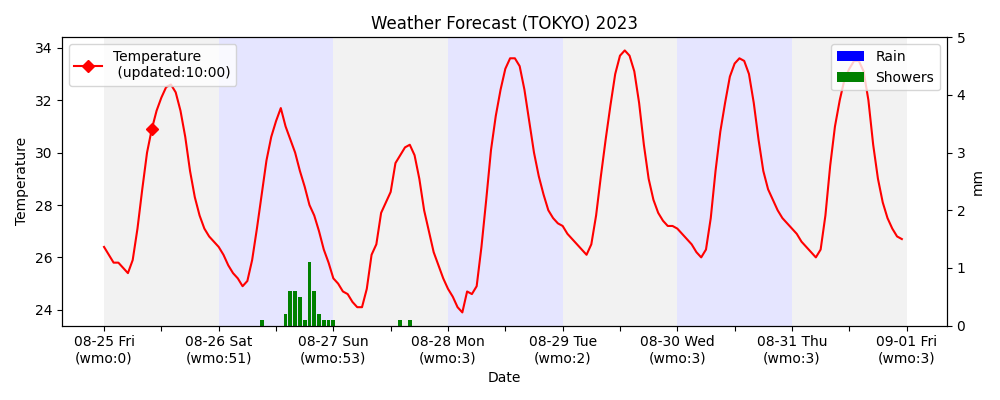 Weather Forecast (TOKYO) 2023
Temperature
(updated:10:00)
Rain
Showers
34
32
30
28
26
24
Temperature
5
4
3
2
1
0
mm
08-25 Fri
(wmo:0)
08-26 Sat
(wmo:51)
08-27 Sun
(wmo:53)
08-28 Mon
(wmo:3)
08-29 Tue
(wmo:2)
08-30 Wed
(wmo:3)
08-31 Thu
(wmo:3)
09-01 Fri
(wmo:3)
Date